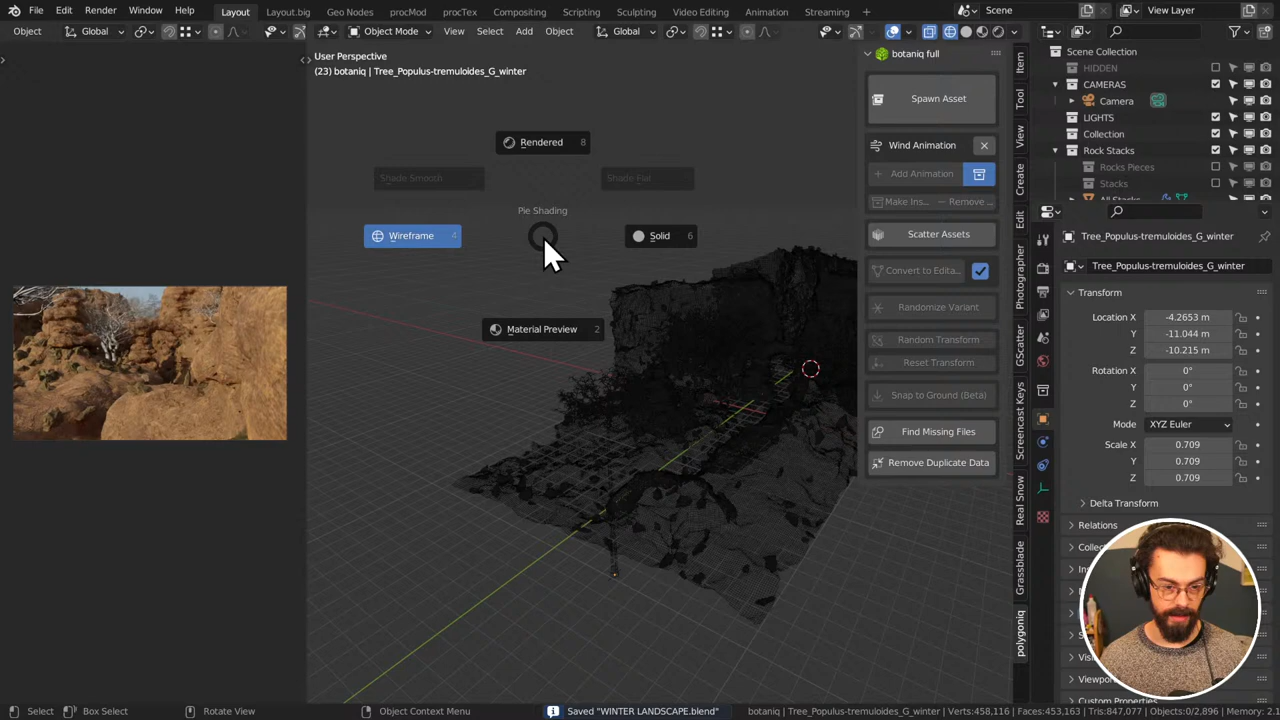 File Edit Render Window Help Layout Layout.big Geo Nodes procMod procTex Compositing Scripting Sculpting Video Editing Animation Streaming + Scene View Layer
Object Global Object Mode View Select Add Object Global
User Perspective
(23) botaniq | Tree_Populus-tremuloides_G_winter
Rendered 8
Shade Smooth Shade Flat
Pie Shading
Wireframe 4
Solid 6
Material Preview 2
botaniq full
Spawn Asset
Wind Animation
+ Add Animation
Make Ins... — Remove ...
Scatter Assets
Convert to Edita...
Randomize Variant
Random Transform
Reset Transform
Snap to Ground (Beta)
Find Missing Files
Remove Duplicate Data
Item
Tool
View
Create
Edit
Photographer
GScatter
Screencast Keys
Real Snow
Grassblade
polygoniq
Scene Collection
HIDDEN
CAMERAS
Camera
LIGHTS
Collection
Rock Stacks
Rocks Pieces
Stacks
All Stacks
Tree_Populus-tremuloides_G_winter
Tree_Populus-tremuloides_G_winter
Transform
Location X -4.2653 m
Y -11.044 m
Z -10.215 m
Rotation X 0°
Y 0°
Z 0°
Mode XYZ Euler
Scale X 0.709
Y 0.709
Z 0.709
Delta Transform
Relations
Select Box Select Rotate View Object Context Menu Saved "WINTER LANDSCAPE.blend" botaniq | Tree_Populus-tremuloides_G_winter | Verts:458,116 | Faces:453,163 | Tris:847,077 | Objects:0/2,896 | Memory: 2.1